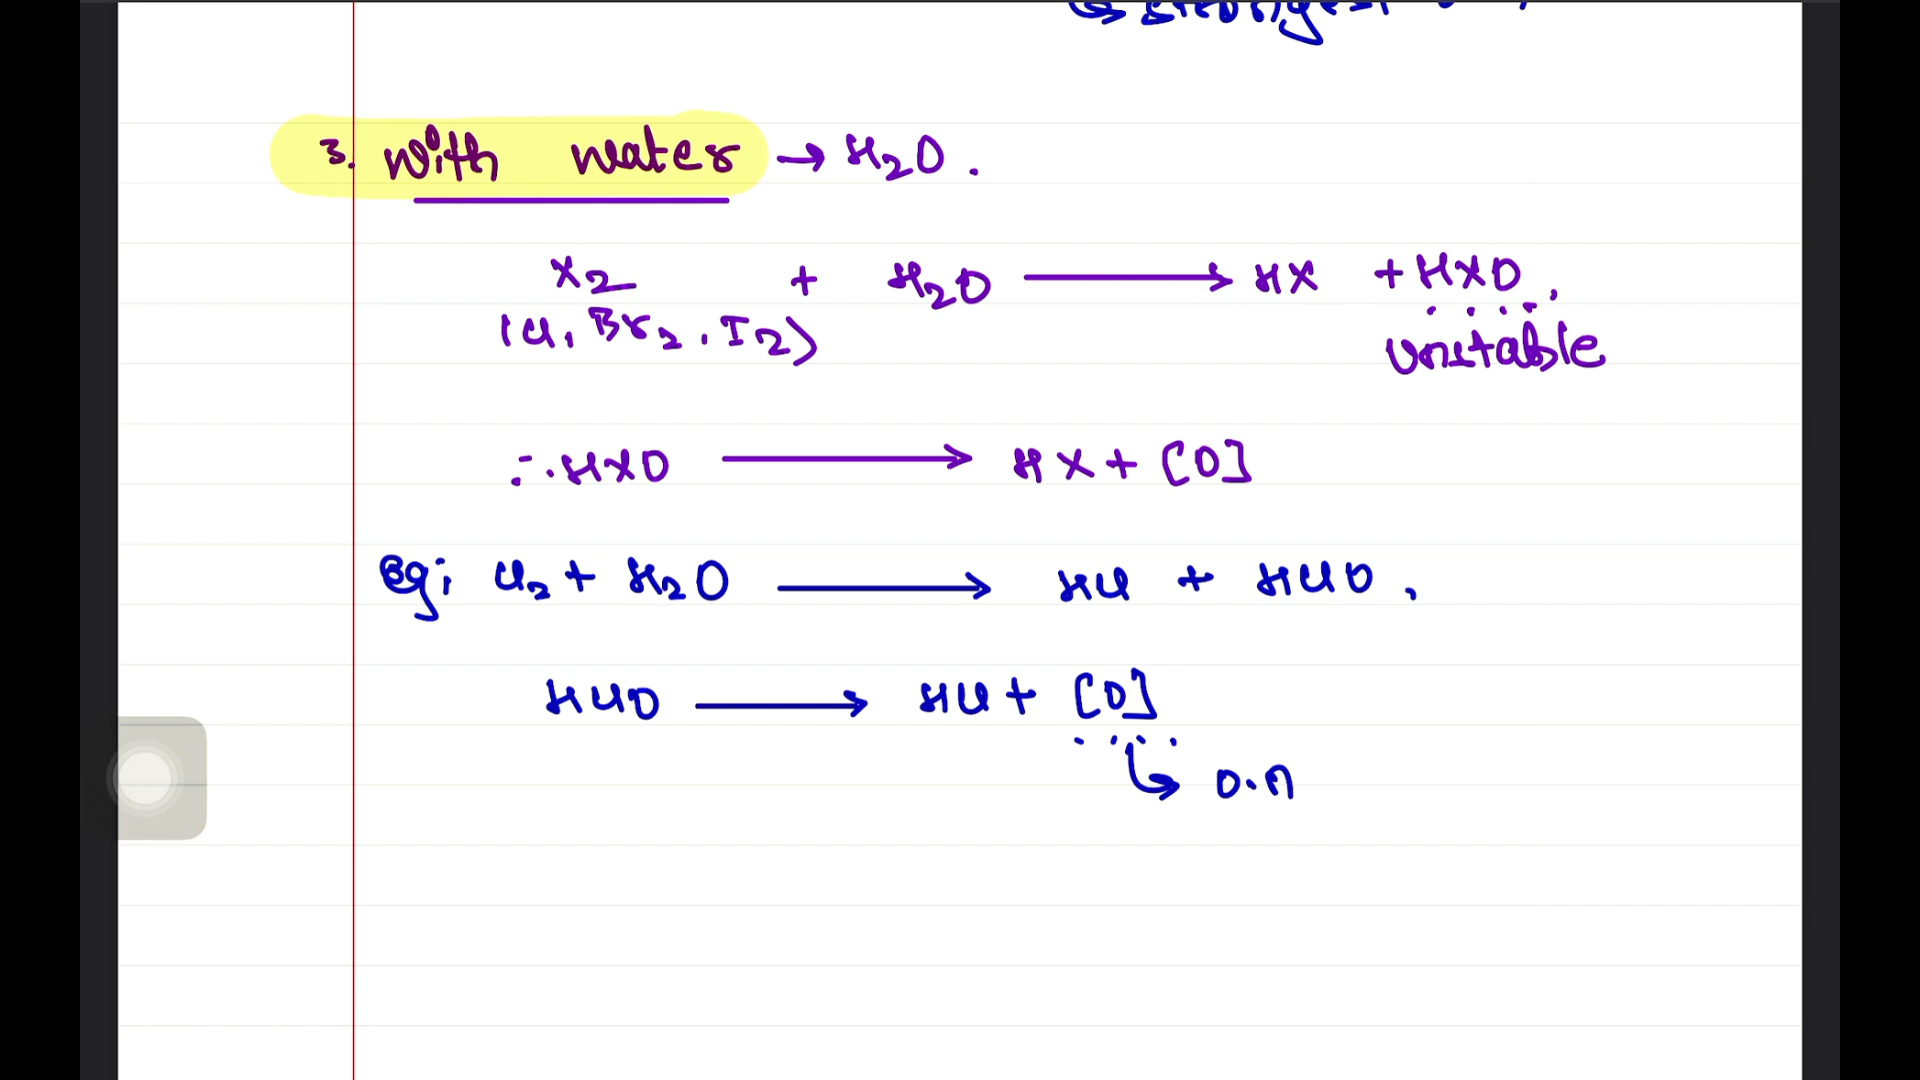 → strongest
3. With water → H₂O.
X₂ + H₂O ⟶ HX + HXO,
(Cl, Br₂, I₂) Unstable
∴ HXO ⟶ HX + [O]
eg; Cl₂ + H₂O ⟶ HCl + HClO,
HClO ⟶ HCl + [O]
↳ O.A